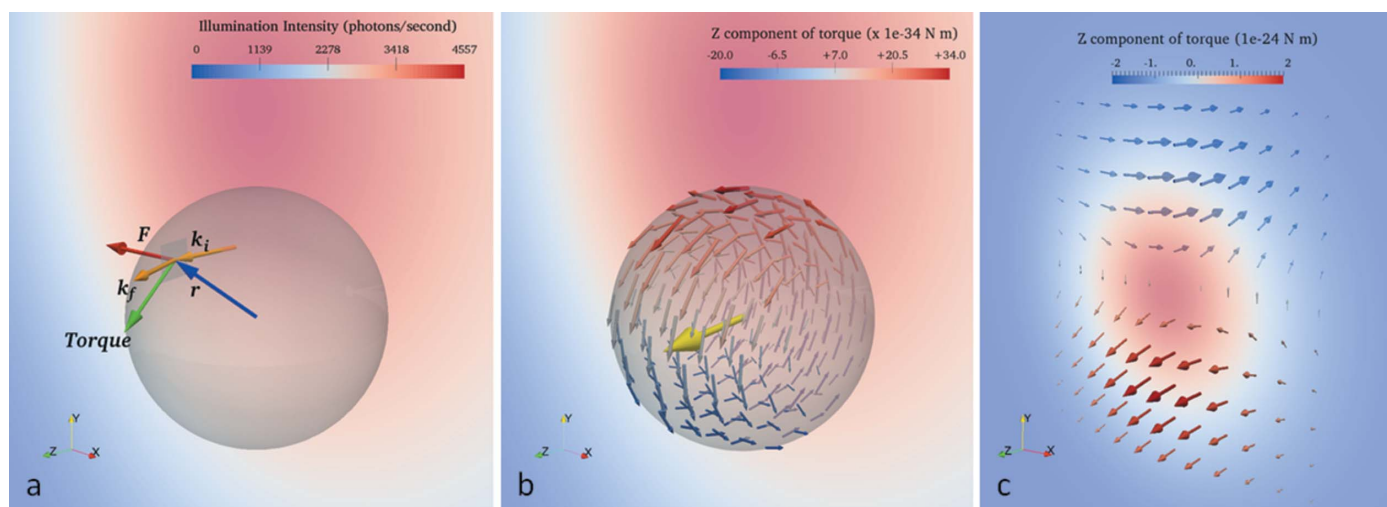 Illumination Intensity (photons/second)
0 1139 2278 3418 4557
F
k_i
k_f
r
Torque
Y
Z X
a
Z component of torque (x 1e-34 N m)
-20.0 -6.5 +7.0 +20.5 +34.0
Y
Z X
b
Z component of torque (1e-24 N m)
-2 -1. 0. 1. 2
Y
Z X
c